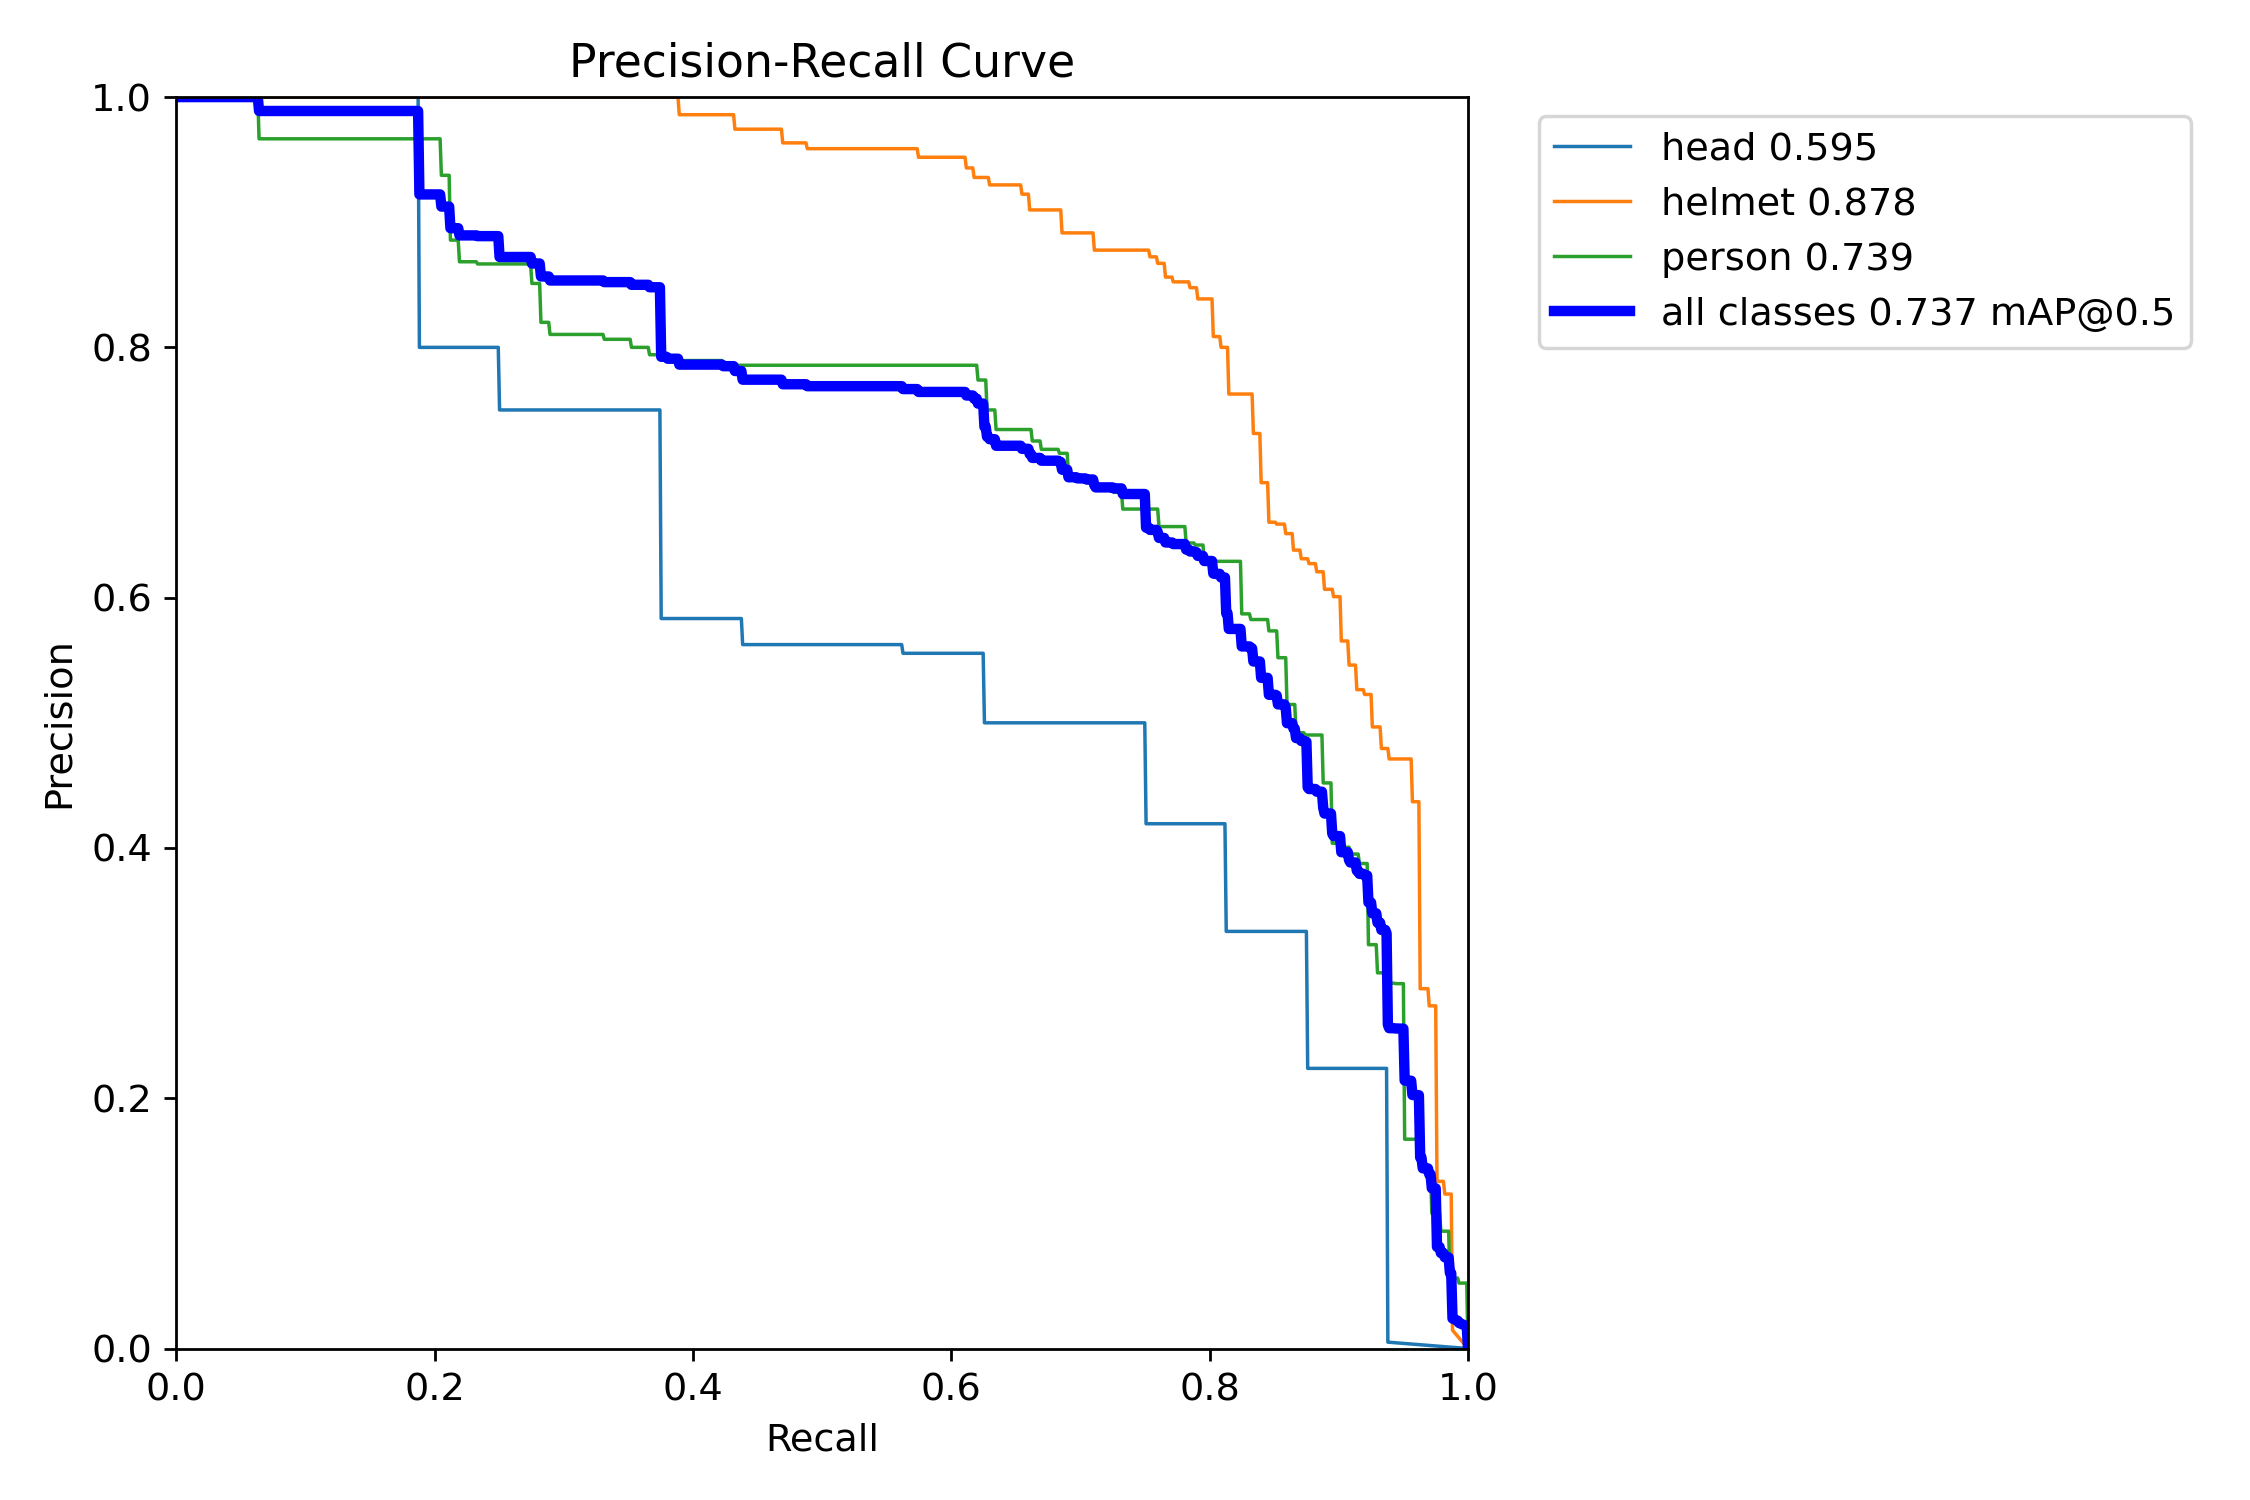 Precision-Recall Curve
1.0
0.8
0.6
0.4
0.2
0.0
Precision
0.0 0.2 0.4 0.6 0.8 1.0
Recall
head 0.595
helmet 0.878
person 0.739
all classes 0.737 mAP@0.5